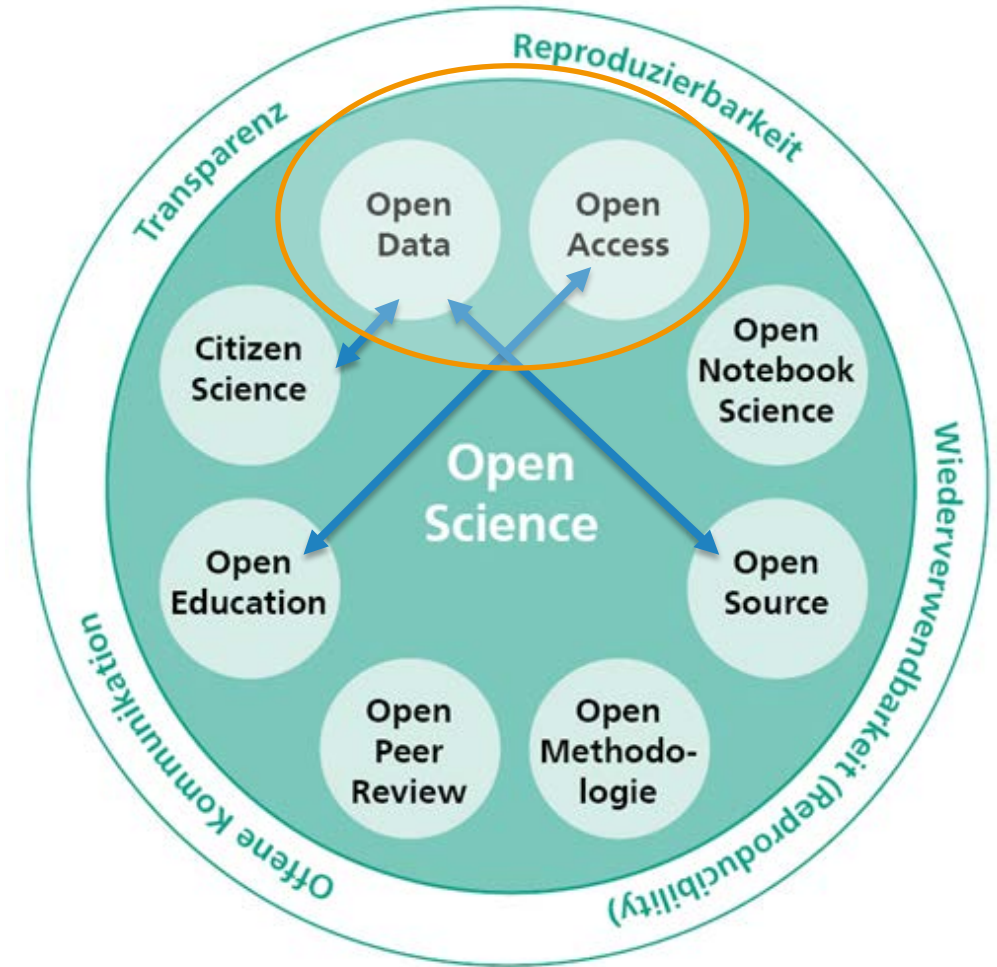 Reproduzierbarkeit
Transparenz
Open
Data
Open
Access
Citizen
Science
Open
Notebook
Science
Open
Science
Wiederverwendbarkeit (Reproducibility)
Open
Education
Open
Source
Open
Peer
Review
Open
Methodo-
logie
Offene Kommunikation